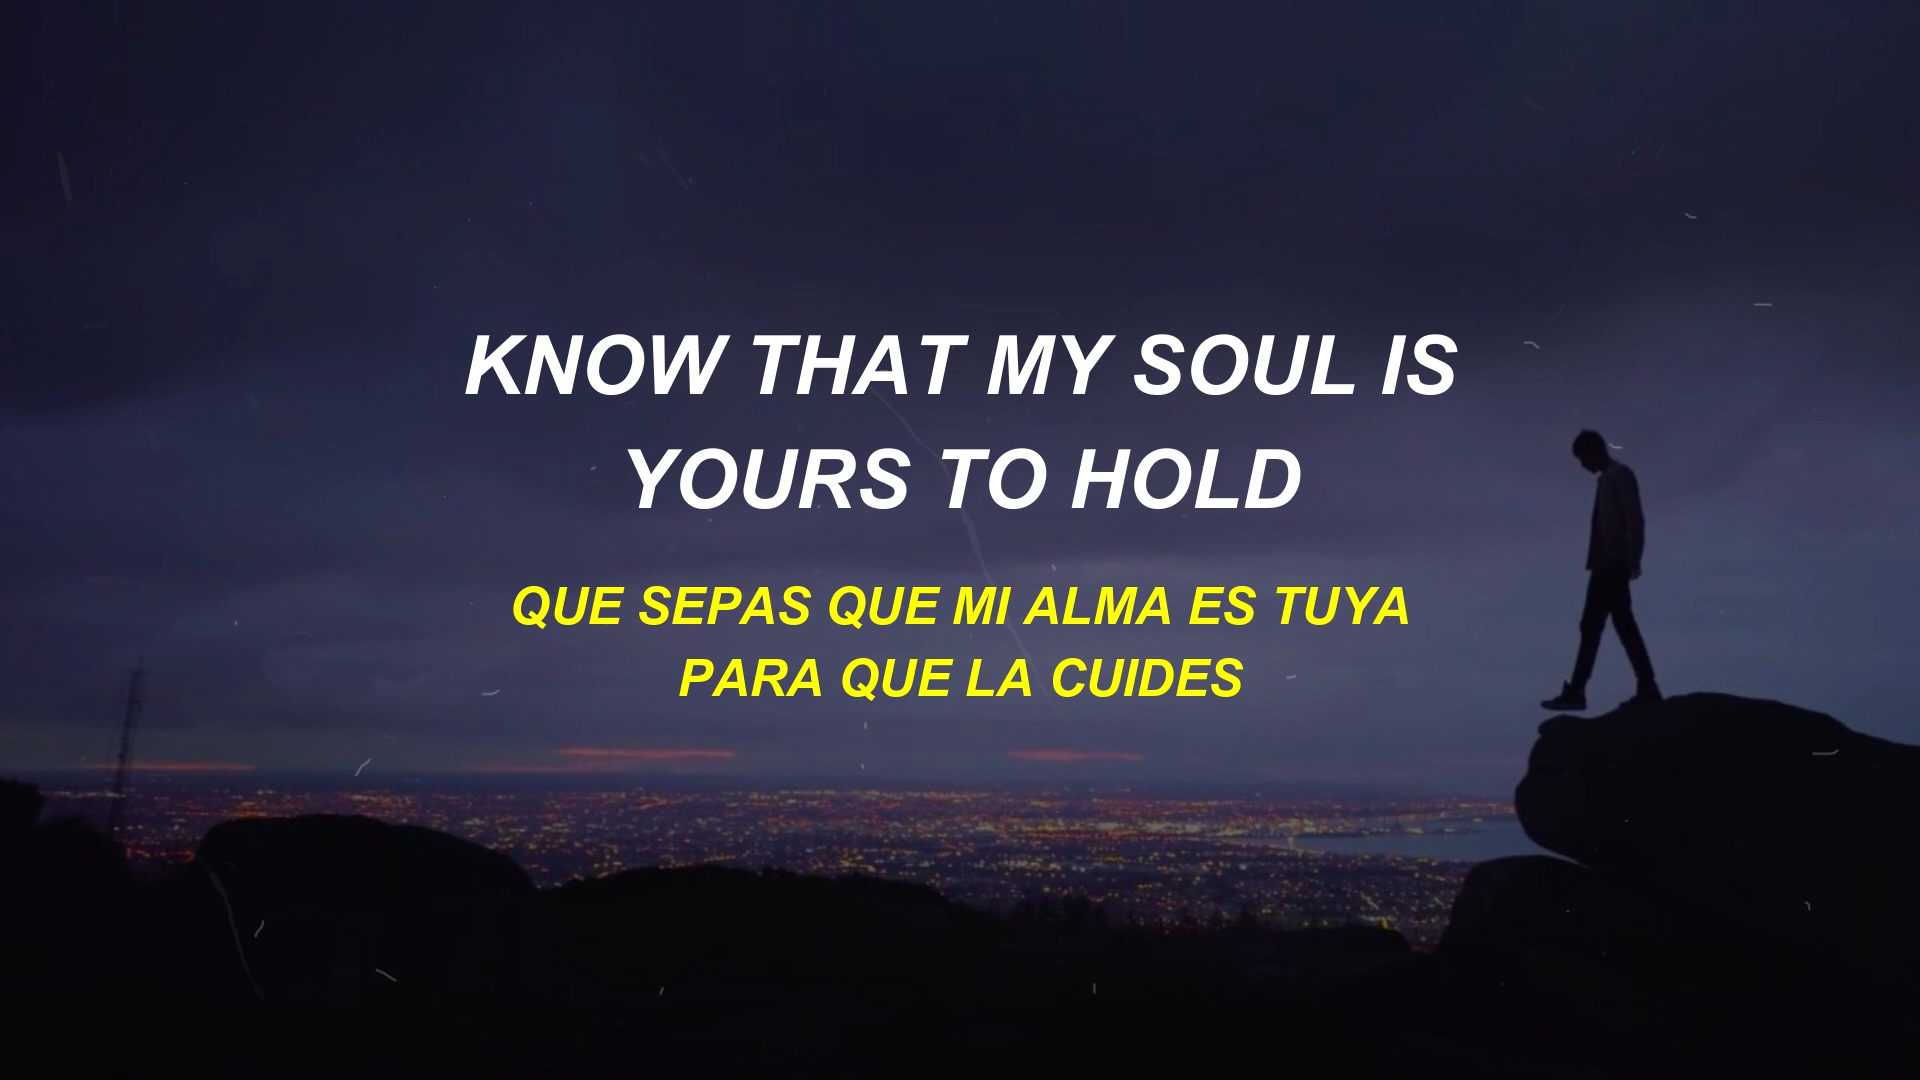 KNOW THAT MY SOUL IS
YOURS TO HOLD
QUE SEPAS QUE MI ALMA ES TUYA
PARA QUE LA CUIDES